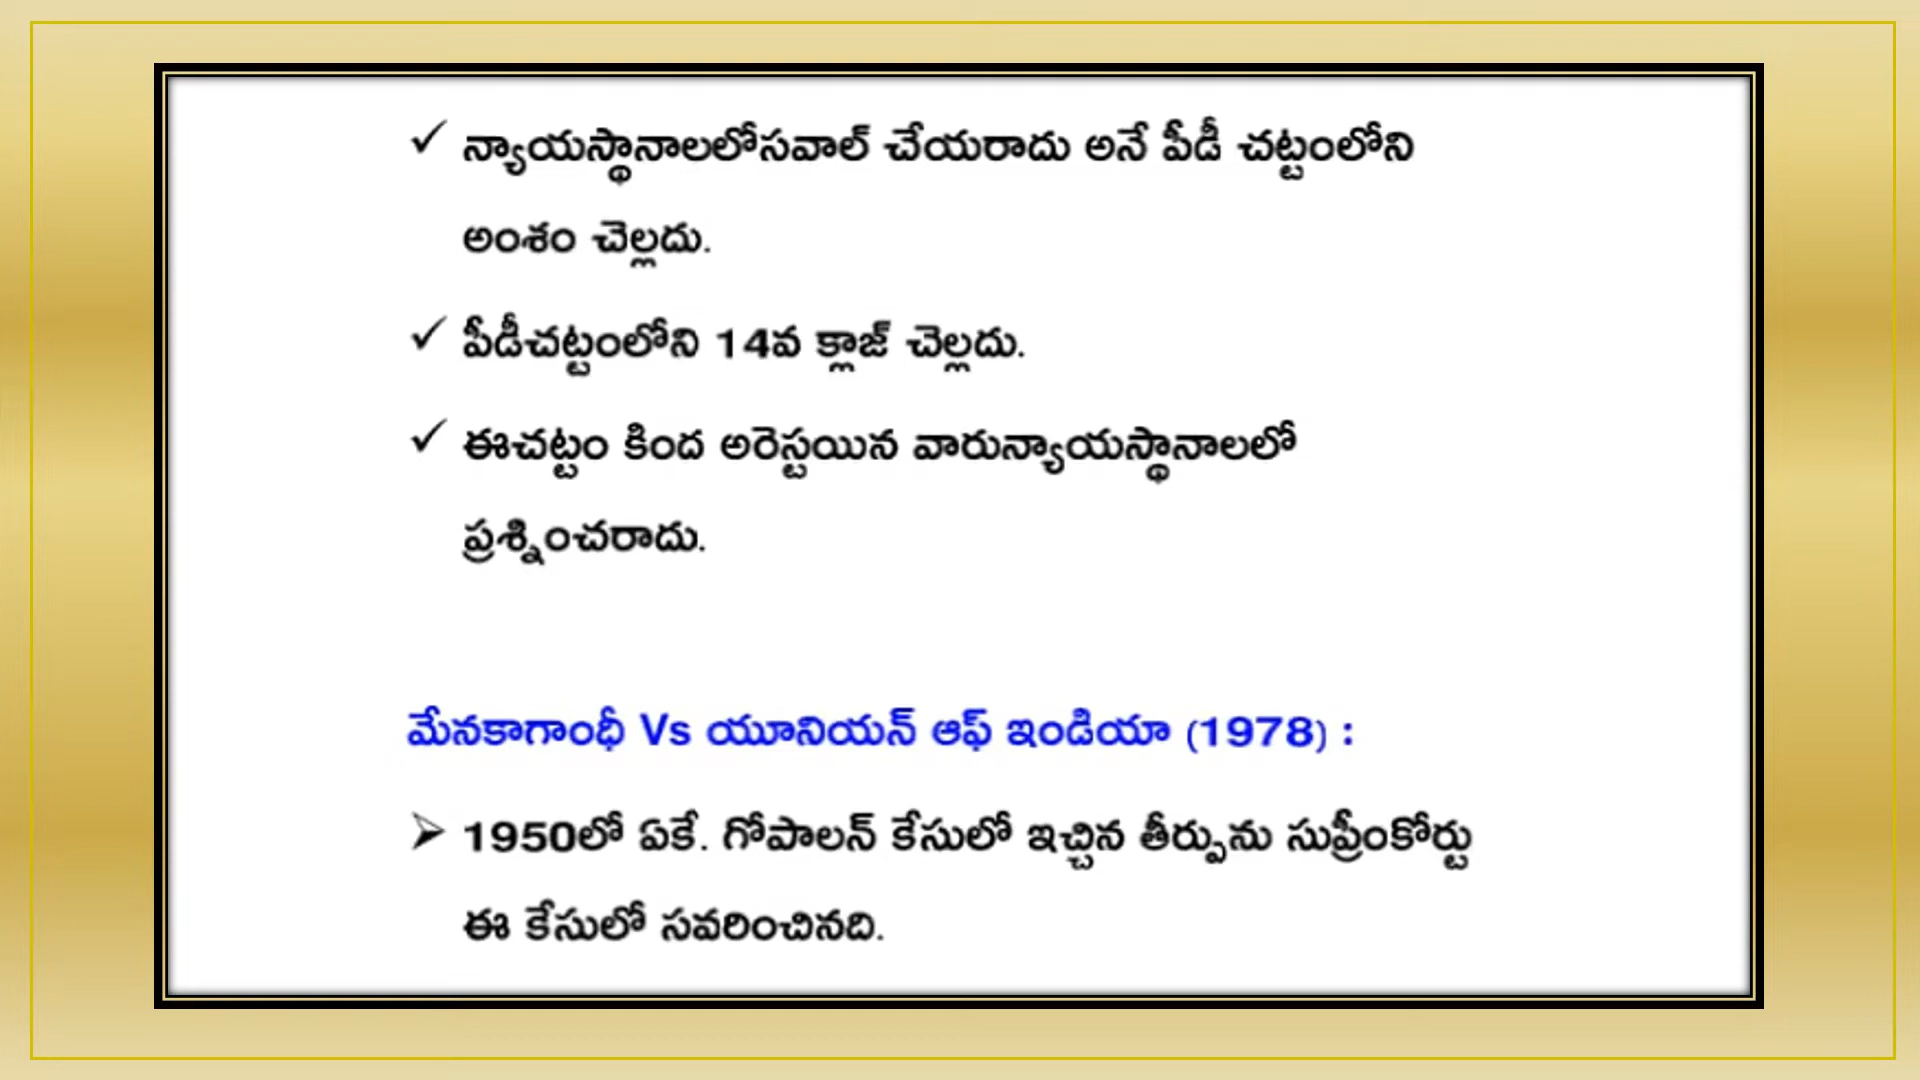 ✓ న్యాయస్థానాలలోసవాల్ చేయరాదు అనే పీడీ చట్టంలోని
అంశం చెల్లదు.
✓ పీడీచట్టంలోని 14వ క్లాజ్ చెల్లదు.
✓ ఈచట్టం కింద అరెస్టయిన వారున్యాయస్థానాలలో
ప్రశ్నించరాదు.
మేనకాగాంధీ Vs యూనియన్ ఆఫ్ ఇండియా (1978) :
➢ 1950లో ఏకే. గోపాలన్ కేసులో ఇచ్చిన తీర్పును సుప్రీంకోర్టు
ఈ కేసులో సవరించినది.